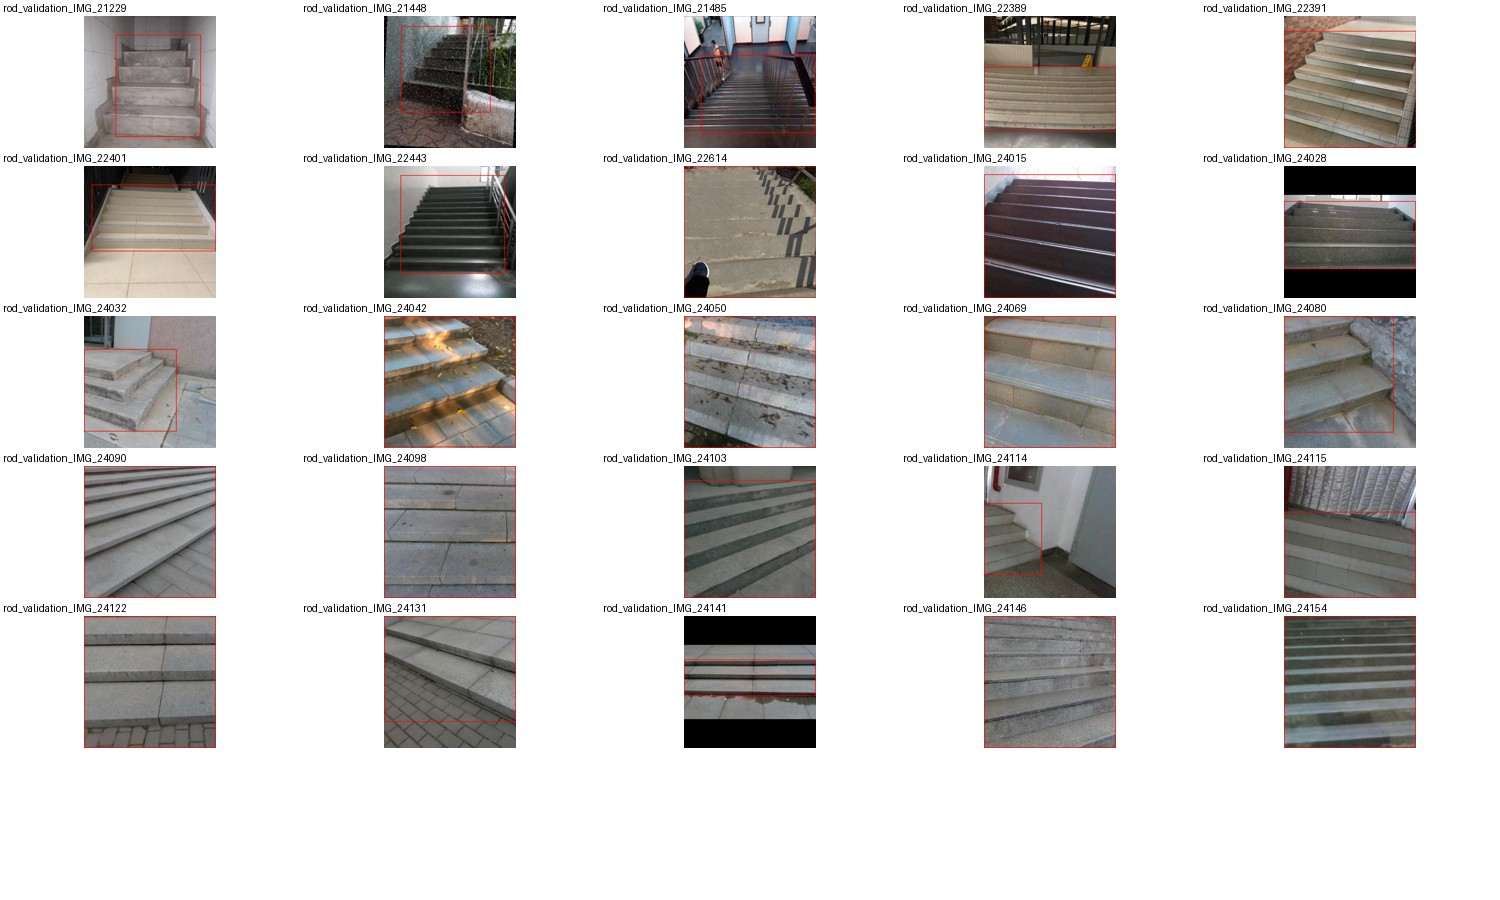 rod_validation_IMG_21229
rod_validation_IMG_21448
rod_validation_IMG_21485
rod_validation_IMG_22389
rod_validation_IMG_22391
rod_validation_IMG_22401
rod_validation_IMG_22443
rod_validation_IMG_22614
rod_validation_IMG_24015
rod_validation_IMG_24028
rod_validation_IMG_24032
rod_validation_IMG_24042
rod_validation_IMG_24050
rod_validation_IMG_24069
rod_validation_IMG_24080
rod_validation_IMG_24090
rod_validation_IMG_24098
rod_validation_IMG_24103
rod_validation_IMG_24114
rod_validation_IMG_24115
rod_validation_IMG_24122
rod_validation_IMG_24131
rod_validation_IMG_24141
rod_validation_IMG_24146
rod_validation_IMG_24154